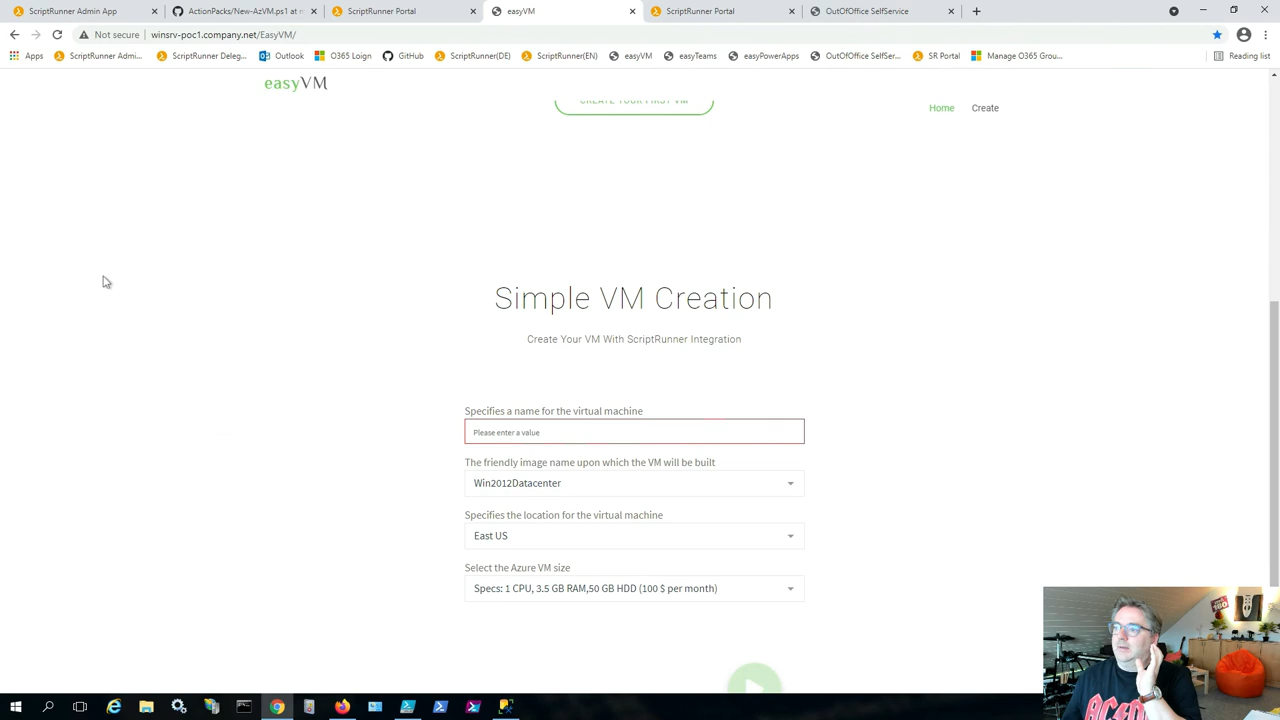 ScriptRunner Admin App
ActionPacks/New-AzVM.ps1 at n
ScriptRunner Portal
easyVM
ScriptRunner Portal
OutOfOffice SelfService
Not secure
winsrv-poc1.company.net/EasyVM/
Apps
ScriptRunner Admi...
ScriptRunner Deleg...
Outlook
O365 Loign
GitHub
ScriptRunner(DE)
ScriptRunner(EN)
easyVM
easyTeams
easyPowerApps
OutOfOffice SelfSer...
SR Portal
Manage O365 Grou...
Reading list
easyVM
CREATE YOUR FIRST VM
Home
Create
Simple VM Creation
Create Your VM With ScriptRunner Integration
Specifies a name for the virtual machine
Please enter a value
The friendly image name upon which the VM will be built
Win2012Datacenter
Specifies the location for the virtual machine
East US
Select the Azure VM size
Specs: 1 CPU, 3.5 GB RAM,50 GB HDD (100 $ per month)